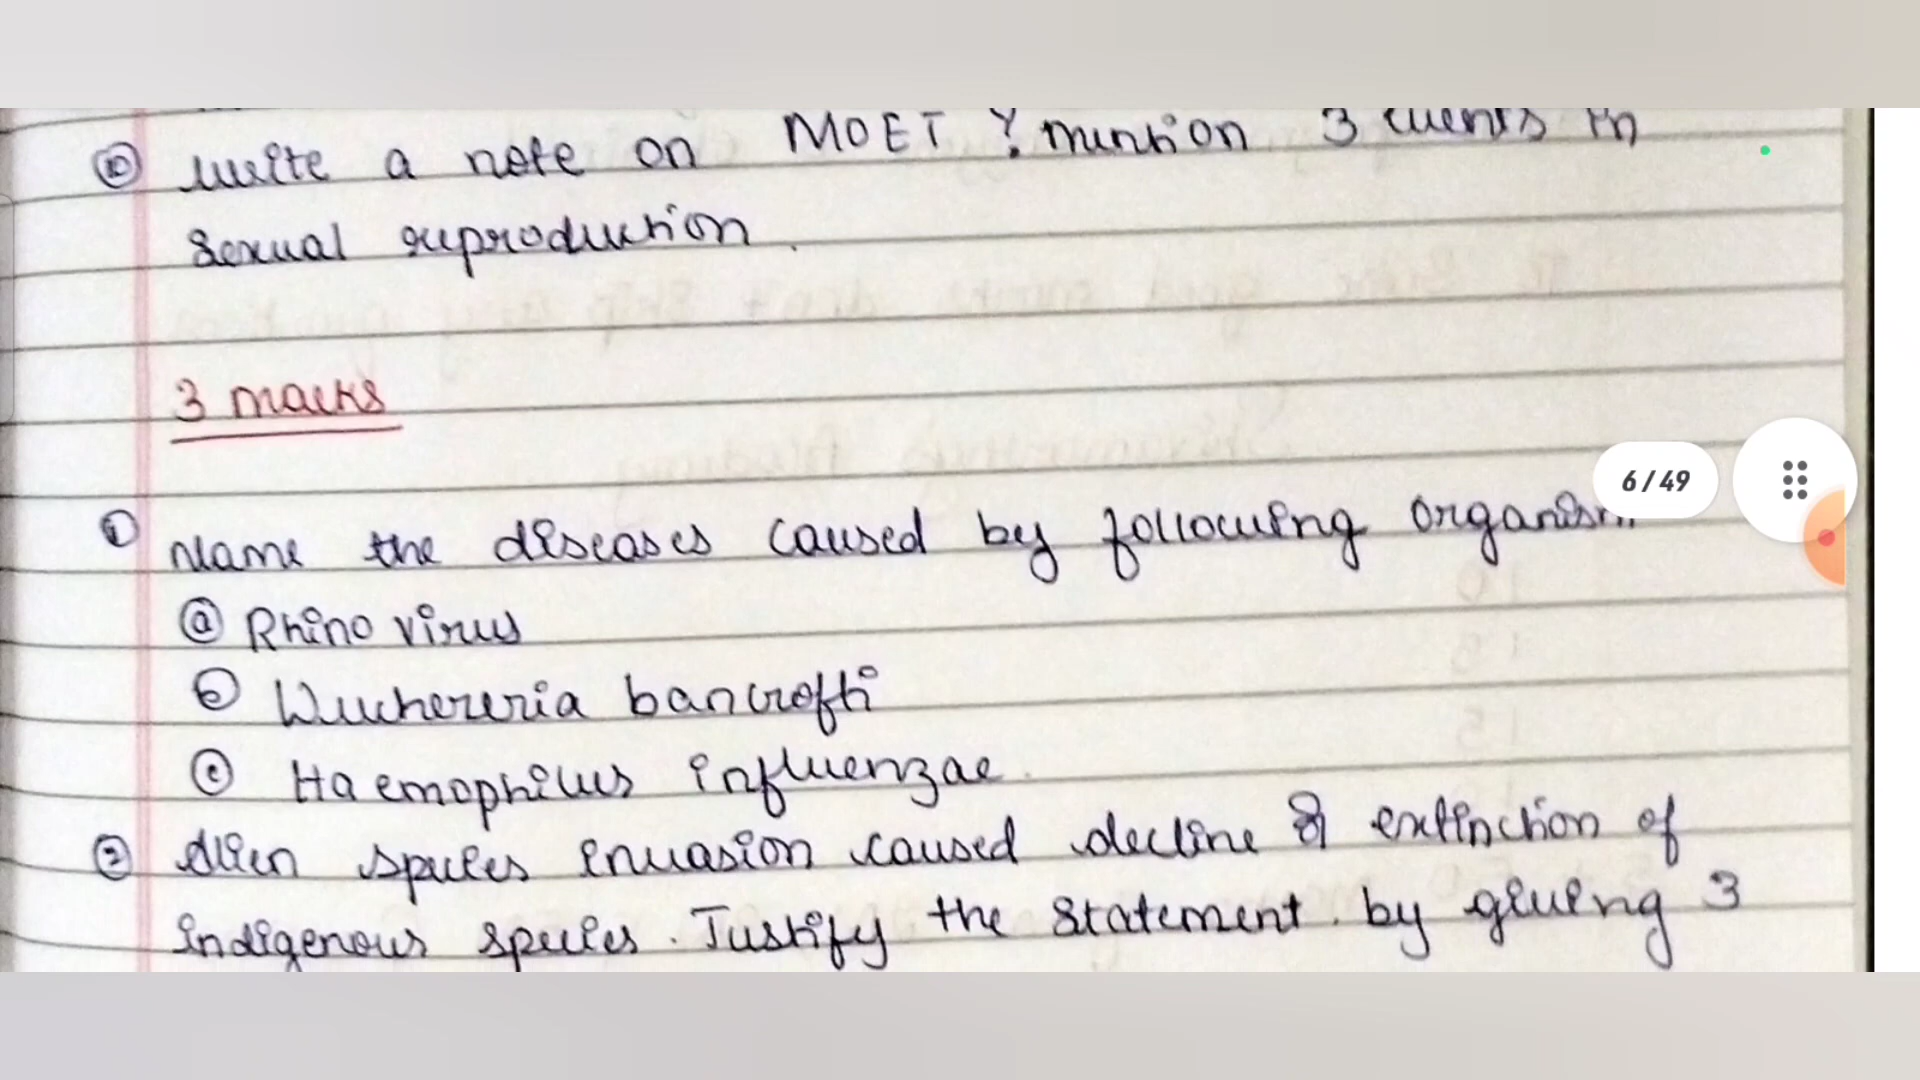 write a note on MOET ? mention 3 events in
sexual reproduction.
3 marks
① Name the diseases caused by following organism
ⓐ Rhino virus
ⓑ Wuchereria bancrofti
ⓒ Haemophilus influenzae.
6/49
② Alien species invasion caused decline & extinction of
indigenous species. Justify the statement by giving 3